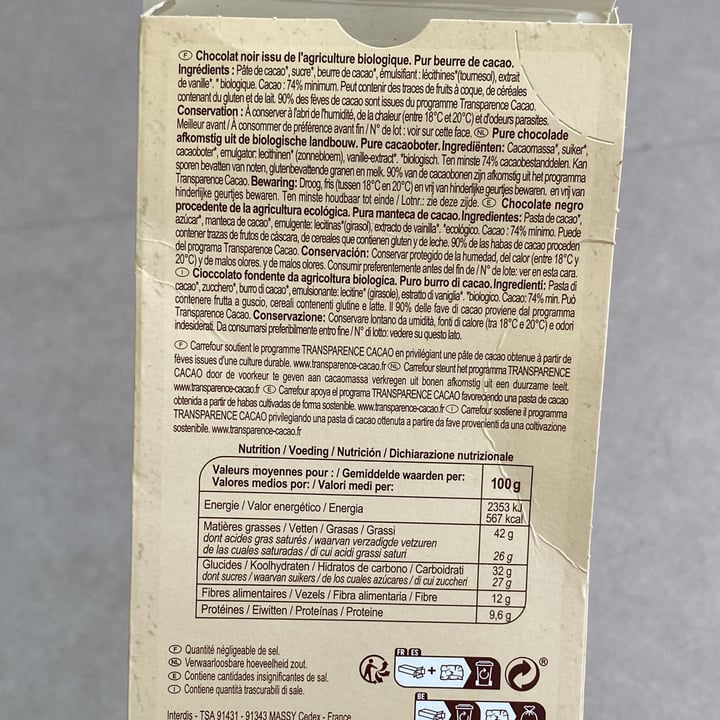 F Chocolat noir issu de l'agriculture biologique. Pur beurre de cacao.
Ingrédients : Pâte de cacao*, sucre*, beurre de cacao*, émulsifiant : lécithines*(tournesol), extrait
de vanille*. *biologique. Cacao : 74% minimum. Peut contenir des traces de fruits à coque, de céréales
contenant du gluten et de lait. 90% des fèves de cacao sont issues du programme Transparence Cacao.
Conservation : À conserver à l'abri de l'humidité, de la chaleur (entre 18°C et 20°C) et d'odeurs parasites.
Meilleur avant / À consommer de préférence avant fin / N° de lot : voir sur cette face. NL Pure chocolade
afkomstig uit de biologische landbouw. Pure cacaoboter. Ingrediënten: Cacaomassa*, suiker*,
cacaoboter*, emulgator: lecithinen* (zonnebloem), vanille-extract*. *biologisch. Ten minste 74% cacaobestanddelen. Kan
sporen bevatten van noten, glutenbevattende granen en melk. 90% van de cacaobonen zijn afkomstig uit het programma
Transparence Cacao. Bewaring: Droog, fris (tussen 18°C en 20°C) en vrij van hinderlijke geurtjes bewaren. en vrij van
hinderlijke geurtjes bewaren. Ten minste houdbaar tot einde / Lotnr.: zie deze zijde. E Chocolate negro
procedente de la agricultura ecológica. Pura manteca de cacao. Ingredientes: Pasta de cacao*,
azúcar*, manteca de cacao*, emulgente: lecitinas*(girasol), extracto de vainilla*. *ecológico. Cacao : 74% mínimo. Puede
contener trazas de frutos de cáscara, de cereales que contienen gluten y de leche. 90% de las habas de cacao proceden
del programa Transparence Cacao. Conservación: Conservar protegido de la humedad, del calor (entre 18°C y
20°C) y de malos olores. y de malos olores. Consumir preferentemente antes del fin de / N° de lote: ver en esta cara.
I Cioccolato fondente da agricoltura biologica. Puro burro di cacao. Ingredienti: Pasta di
cacao*, zucchero*, burro di cacao*, emulsionante: lecitine* (girasole), estratto di vaniglia*. *biologico. Cacao: 74% min. Può
contenere frutta a guscio, cereali contenenti glutine e latte. Il 90% delle fave di cacao proviene dal programma
Transparence Cacao. Conservazione: Conservare lontano da umidità, fonti di calore (tra 18°C e 20°C) e odori
indesiderati. Da consumarsi preferibilmente entro fine / N° di lotto: vedere su questo lato.
F Carrefour soutient le programme TRANSPARENCE CACAO en privilégiant une pâte de cacao obtenue à partir de
fèves issues d'une culture durable. www.transparence-cacao.fr NL Carrefour steunt het programma TRANSPARENCE
CACAO door de voorkeur te geven aan cacaomassa verkregen uit bonen afkomstig uit een duurzame teelt.
www.transparence-cacao.fr E Carrefour apoya el programa TRANSPARENCE CACAO favoreciendo una pasta de cacao
obtenida a partir de habas cultivadas de forma sostenible. www.transparence-cacao.fr I Carrefour sostiene il programma
TRANSPARENCE CACAO privilegiando una pasta di cacao ottenuta a partire da fave provenienti da una coltivazione
sostenibile. www.transparence-cacao.fr
Nutrition / Voeding / Nutrición / Dichiarazione nutrizionale
Valeurs moyennes pour : / Gemiddelde waarden per:
Valores medios por: / Valori medi per: 100 g
Energie / Valor energético / Energia 2353 kJ
567 kcal
Matières grasses / Vetten / Grasas / Grassi 42 g
dont acides gras saturés / waarvan verzadigde vetzuren
de las cuales saturadas / di cui acidi grassi saturi 26 g
Glucides / Koolhydraten / Hidratos de carbono / Carboidrati 32 g
dont sucres / waarvan suikers / de los cuales azúcares / di cui zuccheri 27 g
Fibres alimentaires / Vezels / Fibra alimentaria / Fibre 12 g
Protéines / Eiwitten / Proteínas / Proteine 9,6 g
F Quantité négligeable de sel.
NL Verwaarloosbare hoeveelheid zout.
E Contiene cantidades insignificantes de sal.
I Contiene quantità trascurabili di sale.
FR ES
®
BE
Interdis - TSA 91431 - 91343 MASSY Cedex - France